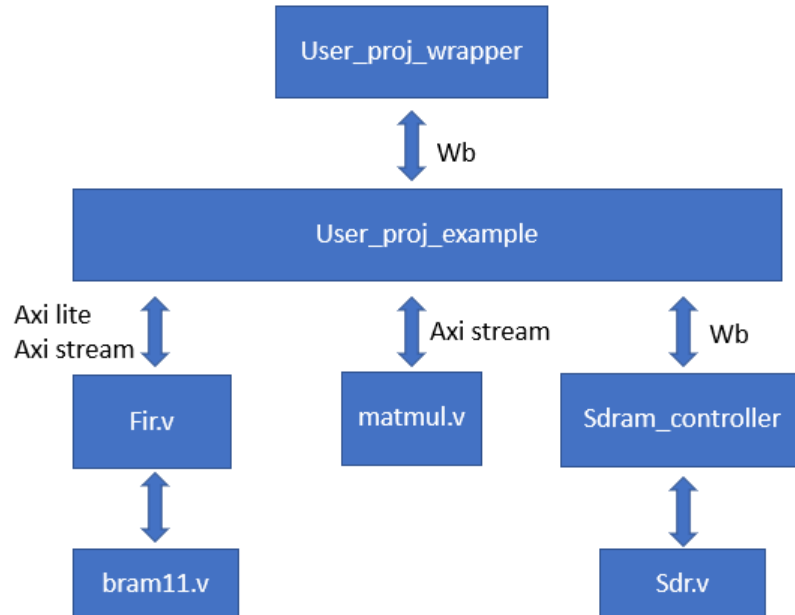 User_proj_wrapper
Wb
User_proj_example
Axi lite
Axi stream
Axi stream
Wb
Fir.v
matmul.v
Sdram_controller
bram11.v
Sdr.v